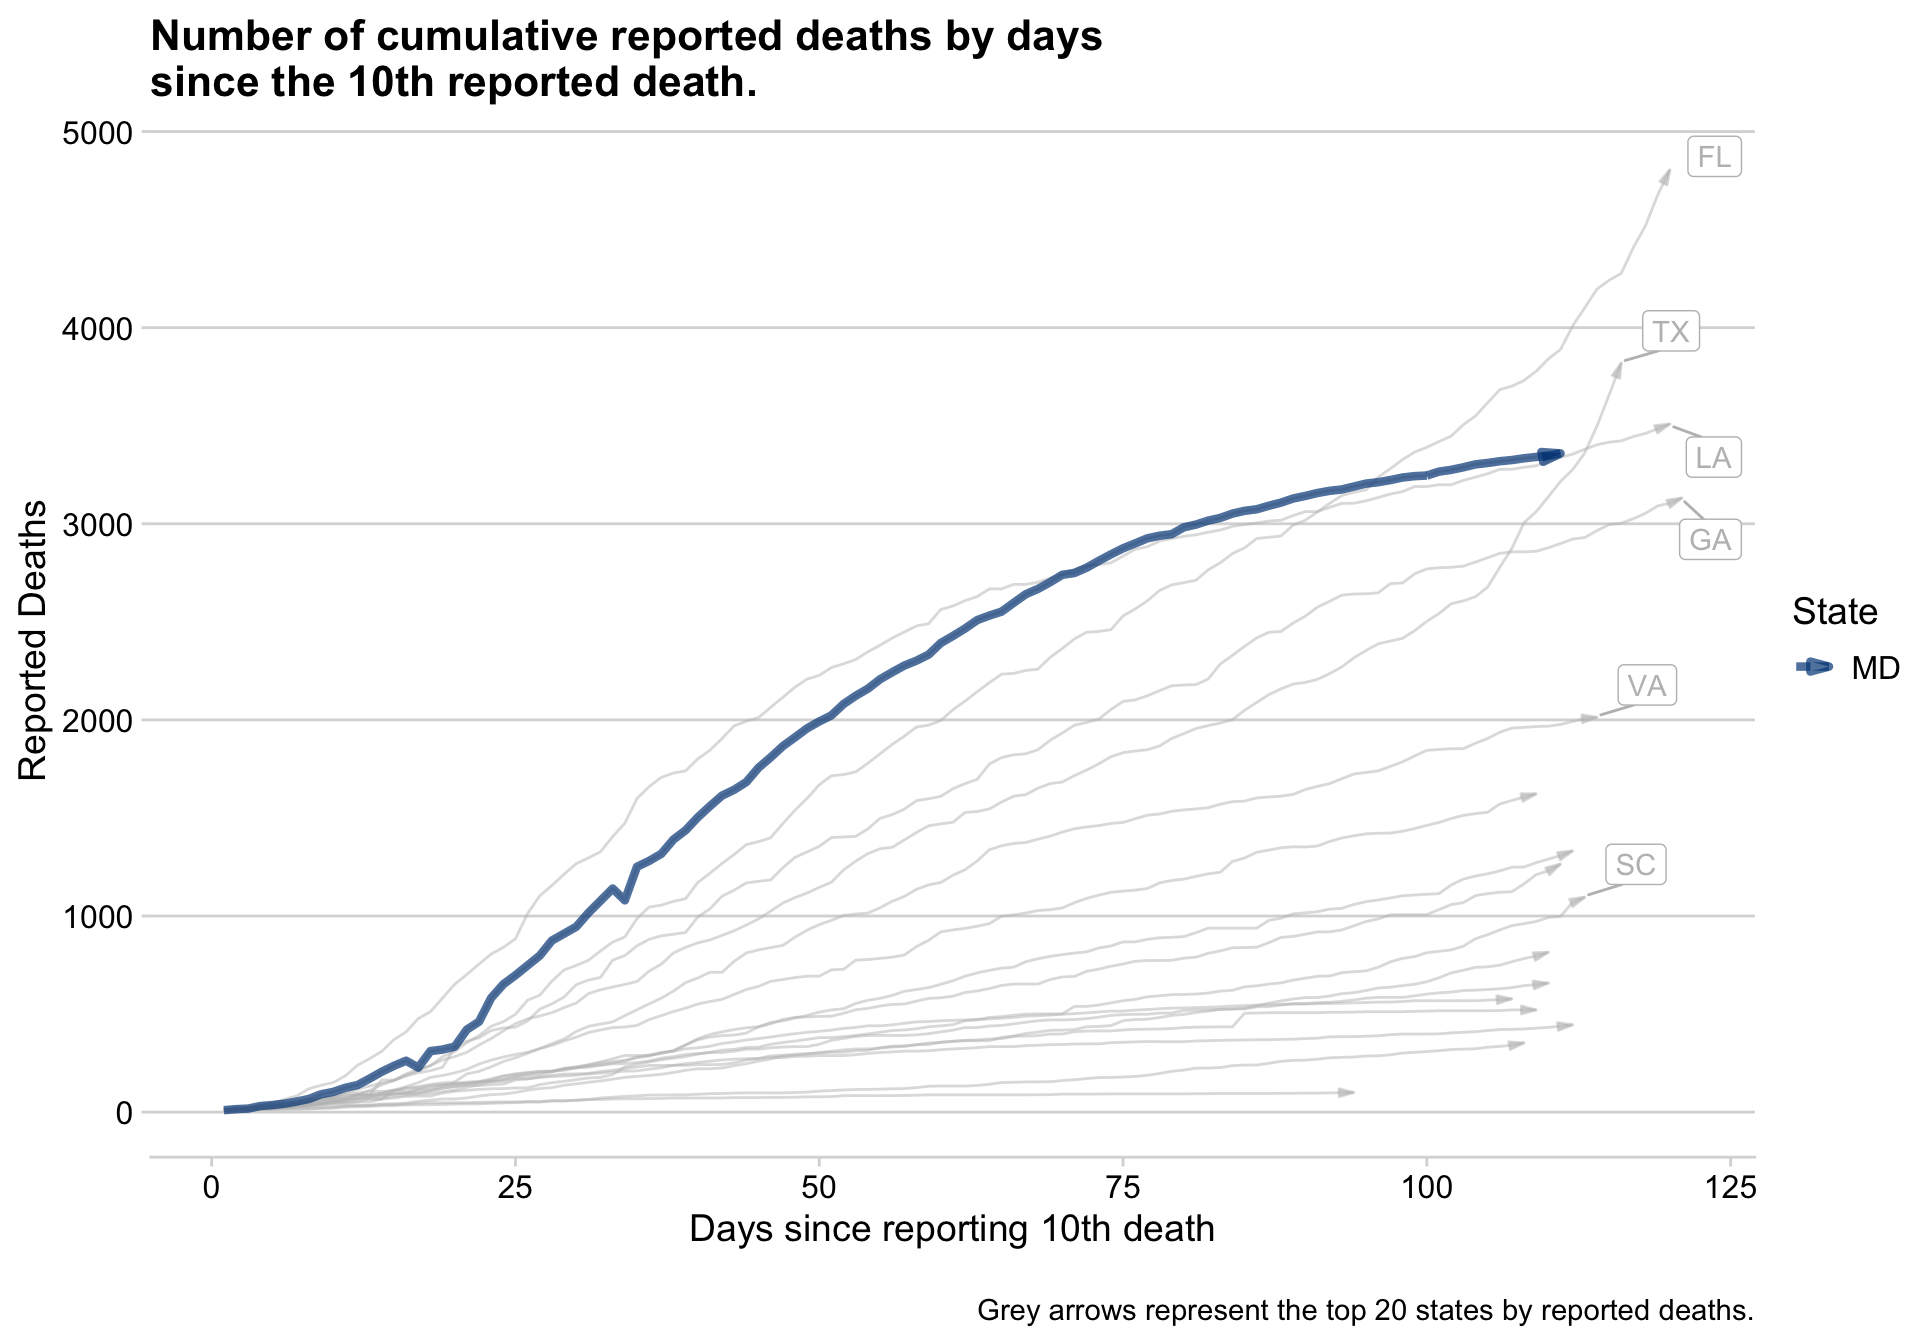 Number of cumulative reported deaths by days
since the 10th reported death.
5000
4000
3000
2000
1000
0
Reported Deaths
FL
TX
LA
GA
VA
SC
State
MD
0 25 50 75 100 125
Days since reporting 10th death
Grey arrows represent the top 20 states by reported deaths.